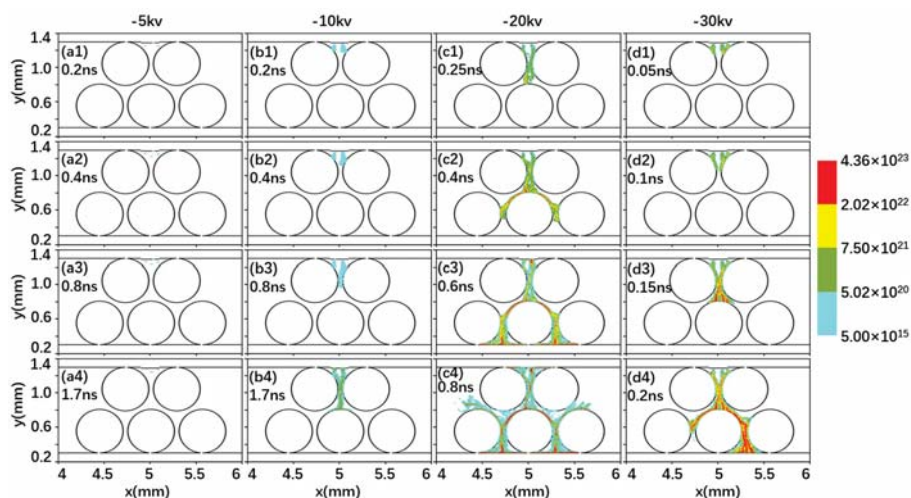 -5kv -10kv -20kv -30kv
1.4 (a1) (b1) (c1) (d1)
y(mm) 1.0 0.2ns 0.2ns 0.25ns 0.05ns
0.6
0.2
1.4 (a2) (b2) (c2) (d2)
y(mm) 1.0 0.4ns 0.4ns 0.4ns 0.1ns
0.6
0.2
1.4 (a3) (b3) (c3) (d3)
y(mm) 1.0 0.8ns 0.8ns 0.6ns 0.15ns
0.6
0.2
1.4 (a4) (b4) (c4) (d4)
y(mm) 1.0 1.7ns 1.7ns 0.8ns 0.2ns
0.6
0.2
4 4.5 5 5.5 6 4.5 5 5.5 6 4.5 5 5.5 6 4.5 5 5.5 6
x(mm) x(mm) x(mm) x(mm)
4.36×10²³
2.02×10²²
7.50×10²¹
5.02×10²⁰
5.00×10¹⁵